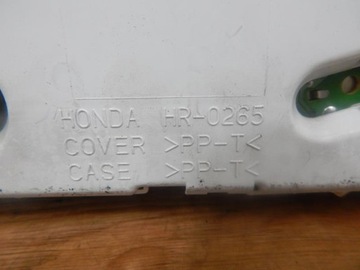 HONDA HR-0265
COVER >PP-T<
CASE >PP-T<